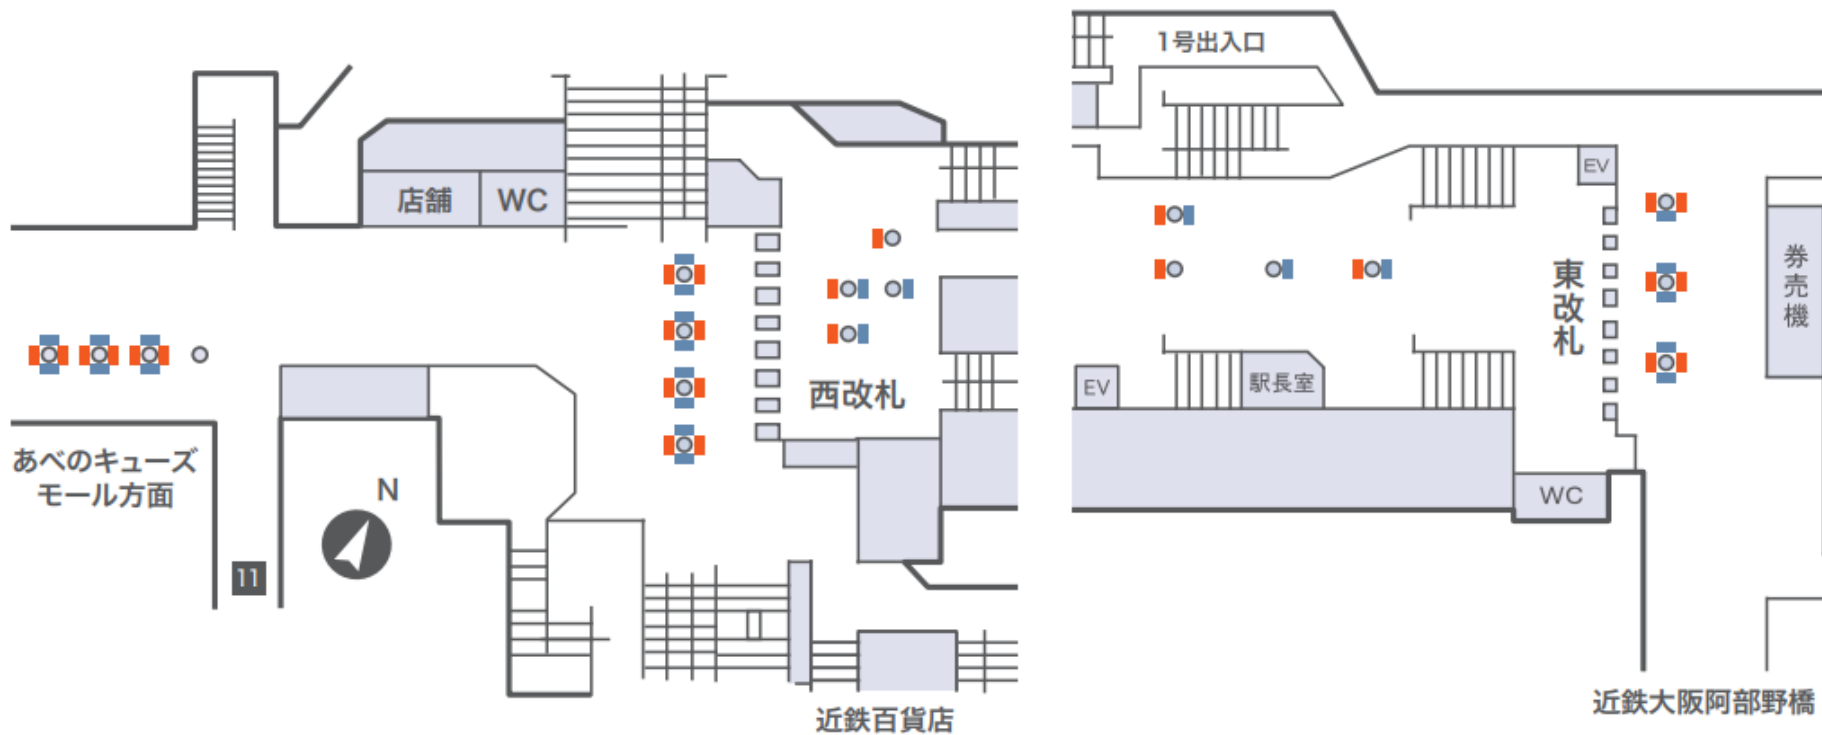 店舗
WC
西改札
あべのキューズ
モール方面
N
11
近鉄百貨店
1号出入口
EV
東改札
券売機
EV
駅長室
WC
近鉄大阪阿部野橋